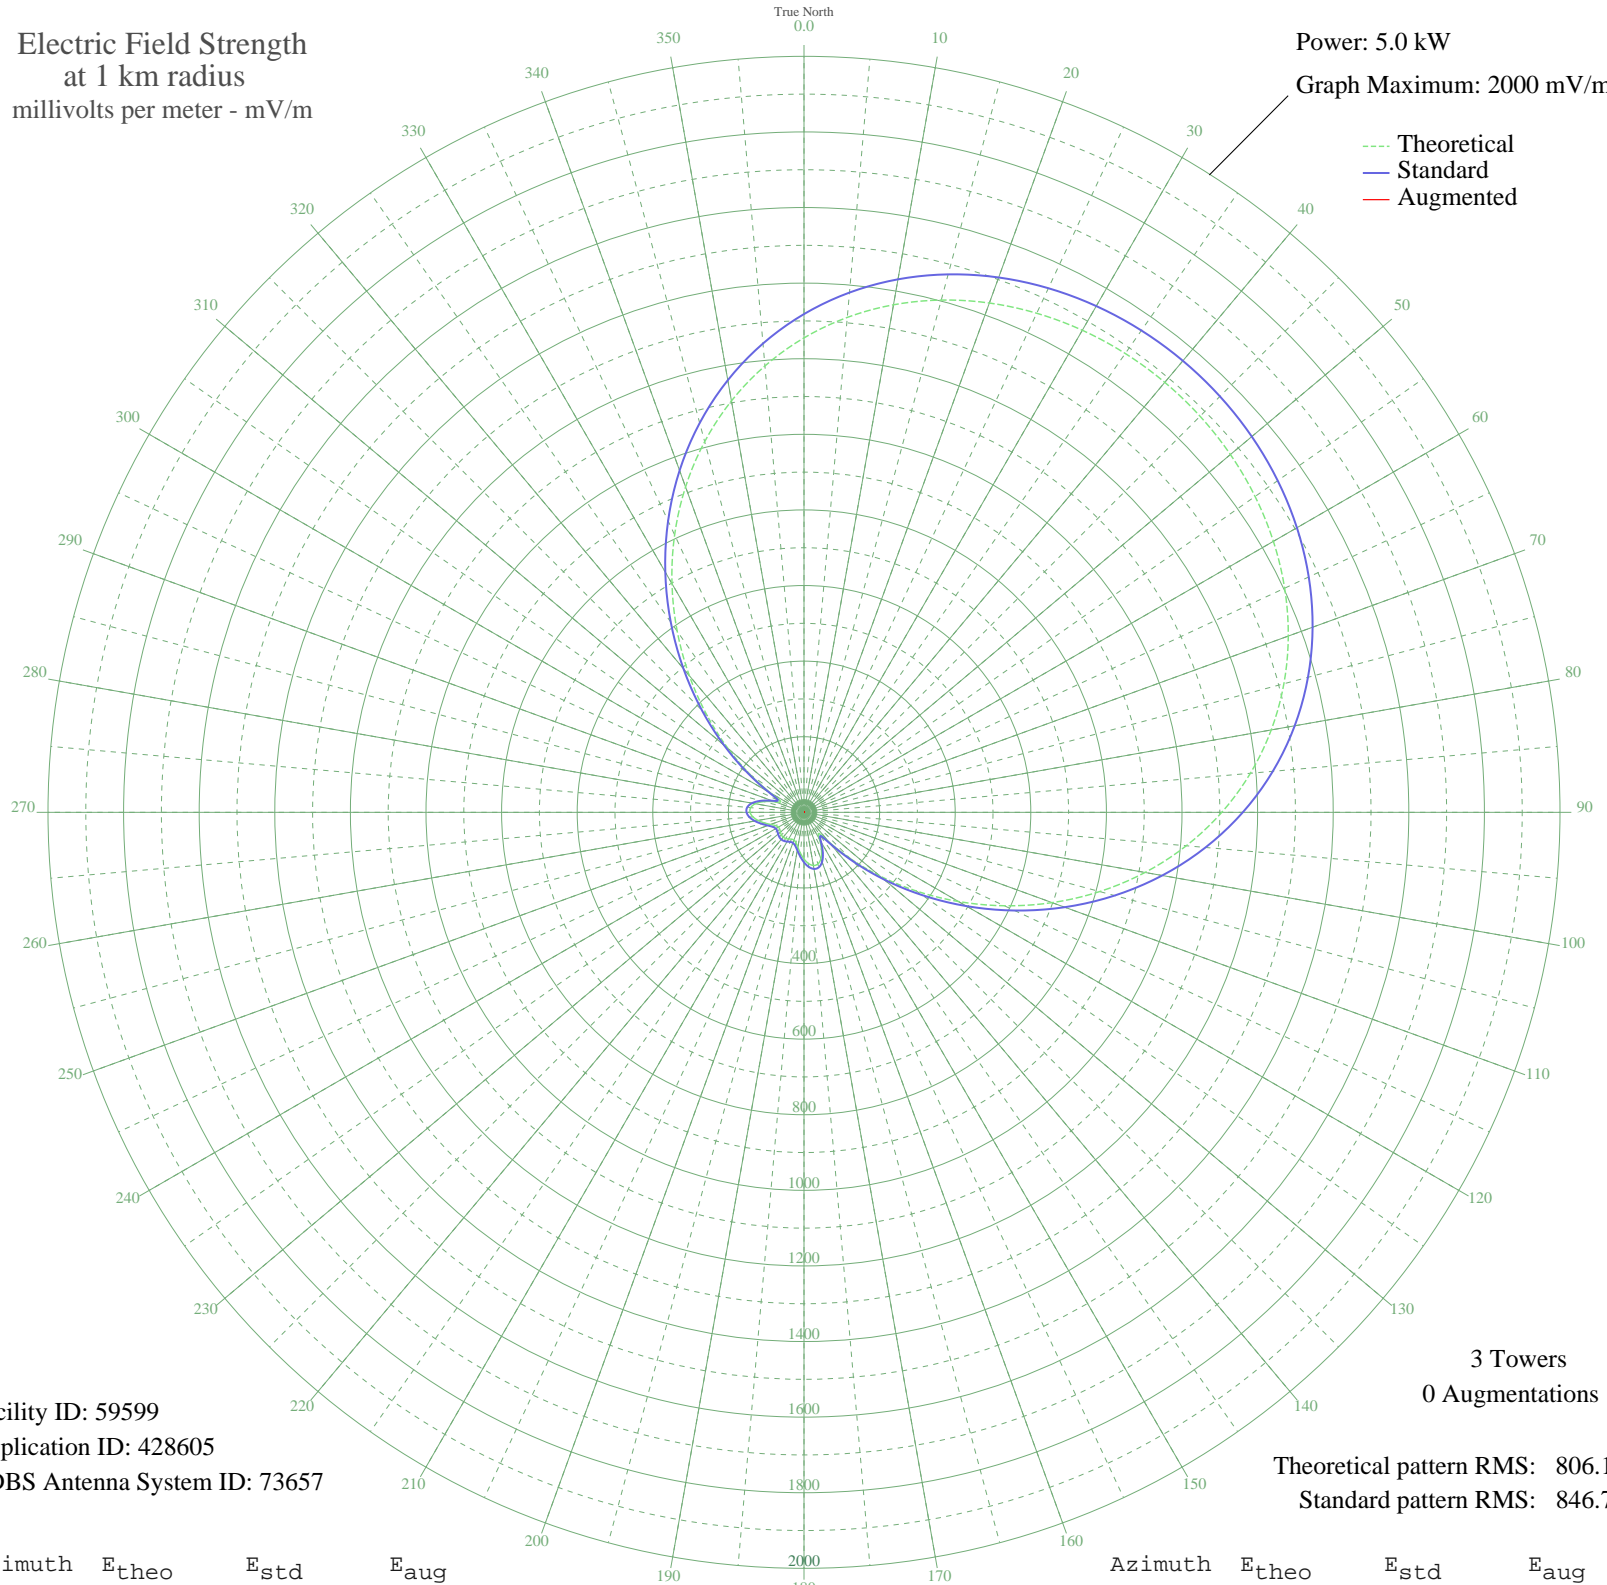 True North
Electric Field Strength
at 1 km radius
millivolts per meter - mV/m
Power: 5.0 kW
Graph Maximum: 2000 mV/m
Theoretical
Standard
Augmented
0.0
10
20
30
40
50
60
70
80
90
100
110
120
130
140
150
160
170
190
200
210
220
230
240
250
260
270
280
290
300
310
320
330
340
350
400
600
800
1000
1200
1400
1600
1800
2000
3 Towers
0 Augmentations
cility ID: 59599
plication ID: 428605
DBS Antenna System ID: 73657
Theoretical pattern RMS: 806.1
Standard pattern RMS: 846.7
imuth Etheo Estd Eaug
Azimuth Etheo Estd Eaug